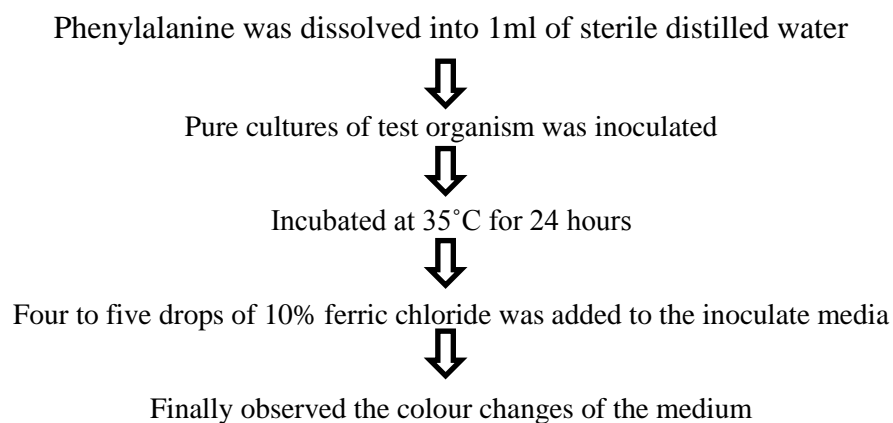 Phenylalanine was dissolved into 1ml of sterile distilled water
Pure cultures of test organism was inoculated
Incubated at 35˚C for 24 hours
Four to five drops of 10% ferric chloride was added to the inoculate media
Finally observed the colour changes of the medium